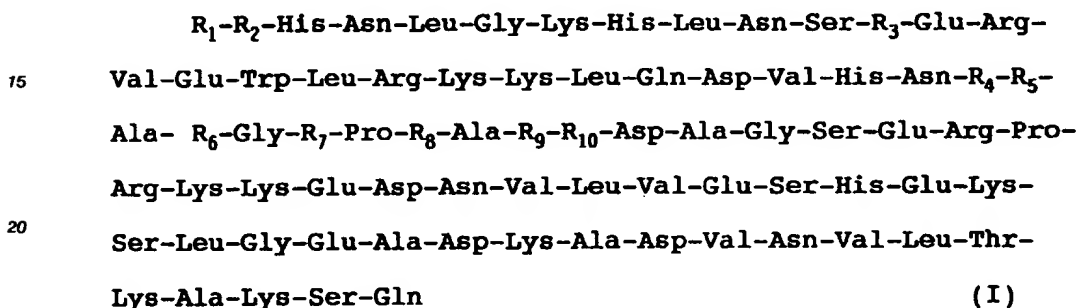 R₁-R₂-His-Asn-Leu-Gly-Lys-His-Leu-Asn-Ser-R₃-Glu-Arg-
15 Val-Glu-Trp-Leu-Arg-Lys-Lys-Leu-Gln-Asp-Val-His-Asn-R₄-R₅-
Ala- R₆-Gly-R₇-Pro-R₈-Ala-R₉-R₁₀-Asp-Ala-Gly-Ser-Glu-Arg-Pro-
Arg-Lys-Lys-Glu-Asp-Asn-Val-Leu-Val-Glu-Ser-His-Glu-Lys-
20 Ser-Leu-Gly-Glu-Ala-Asp-Lys-Ala-Asp-Val-Asn-Val-Leu-Thr-
Lys-Ala-Lys-Ser-Gln (I)